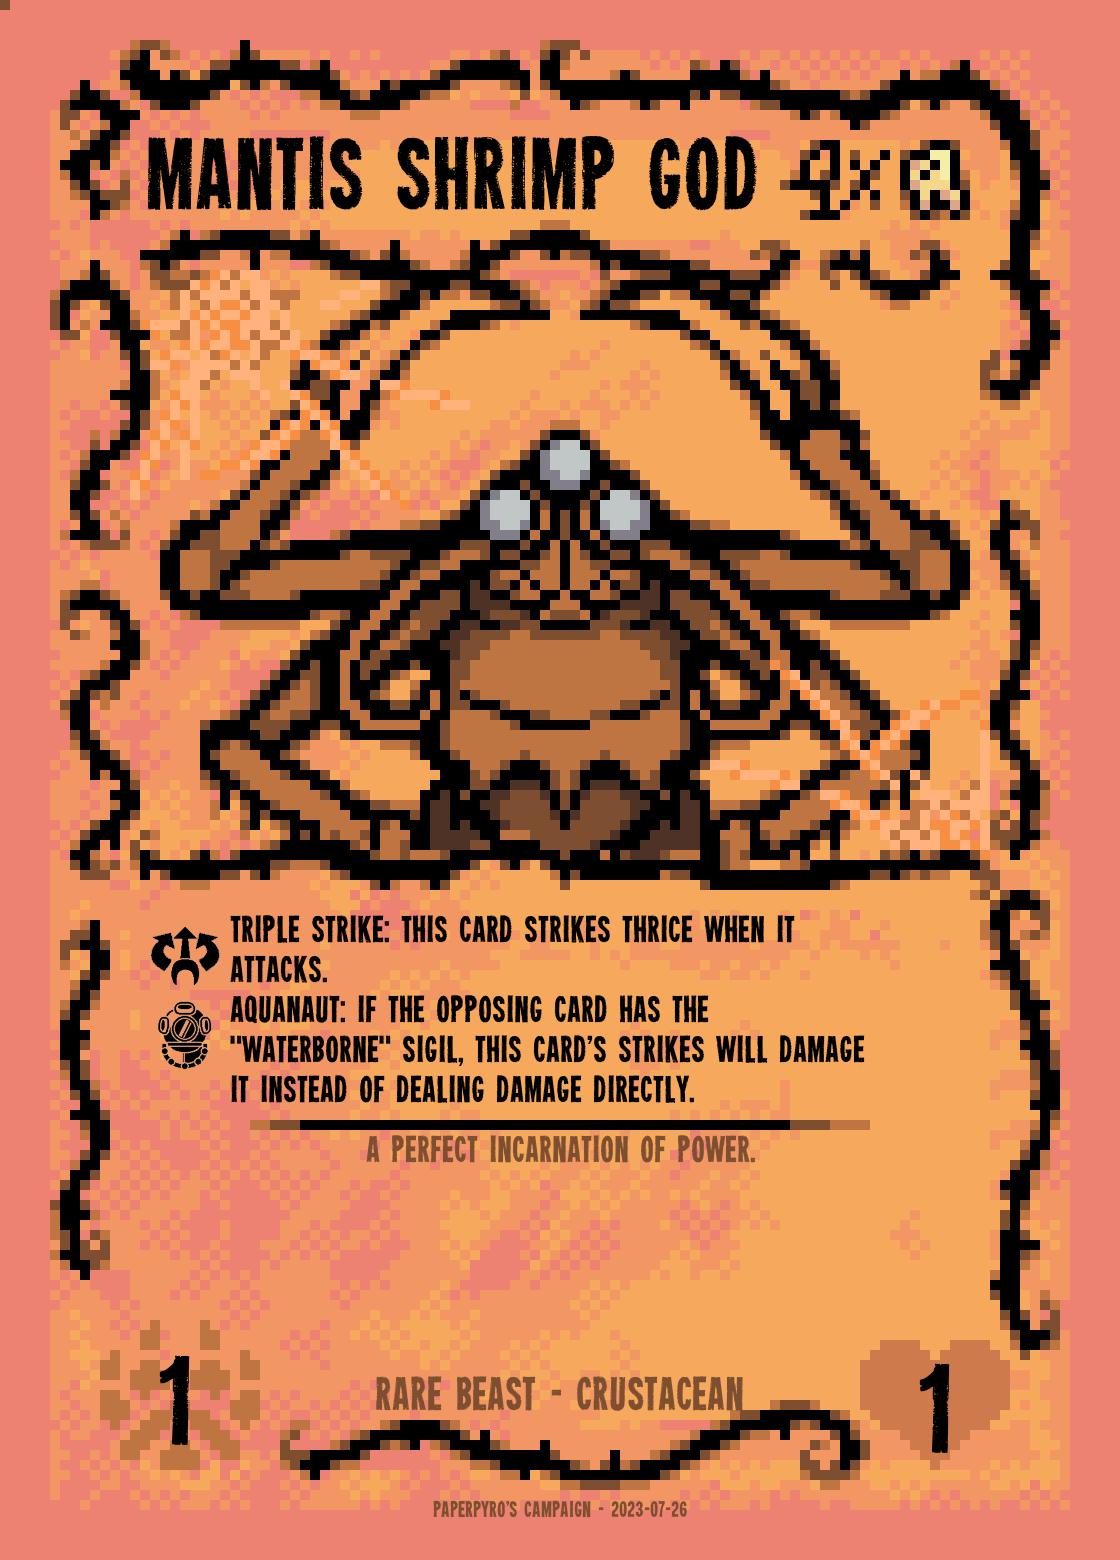 MANTIS SHRIMP GOD 9x
TRIPLE STRIKE: THIS CARD STRIKES THRICE WHEN IT
ATTACKS.
AQUANAUT: IF THE OPPOSING CARD HAS THE
"WATERBORNE" SIGIL, THIS CARD'S STRIKES WILL DAMAGE
IT INSTEAD OF DEALING DAMAGE DIRECTLY.
A PERFECT INCARNATION OF POWER.
1
RARE BEAST - CRUSTACEAN
1
PAPERPYRO'S CAMPAIGN - 2023-07-26